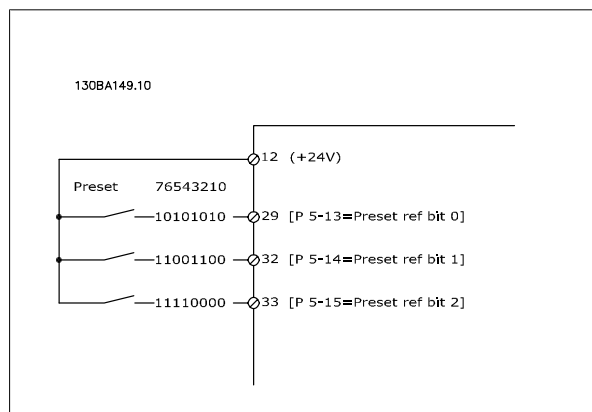 130BA149.10
12 (+24V)
Preset 76543210
10101010 29 [P 5-13=Preset ref bit 0]
11001100 32 [P 5-14=Preset ref bit 1]
11110000 33 [P 5-15=Preset ref bit 2]